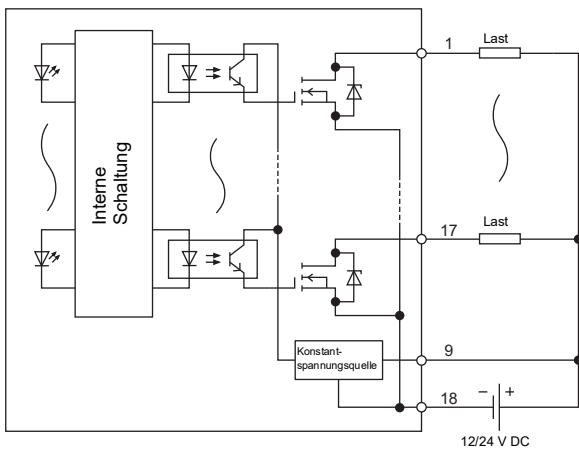 1
Last
Interne
Schaltung
17
Last
Konstant-
spannungsquelle
9
18
– +
12/24 V DC